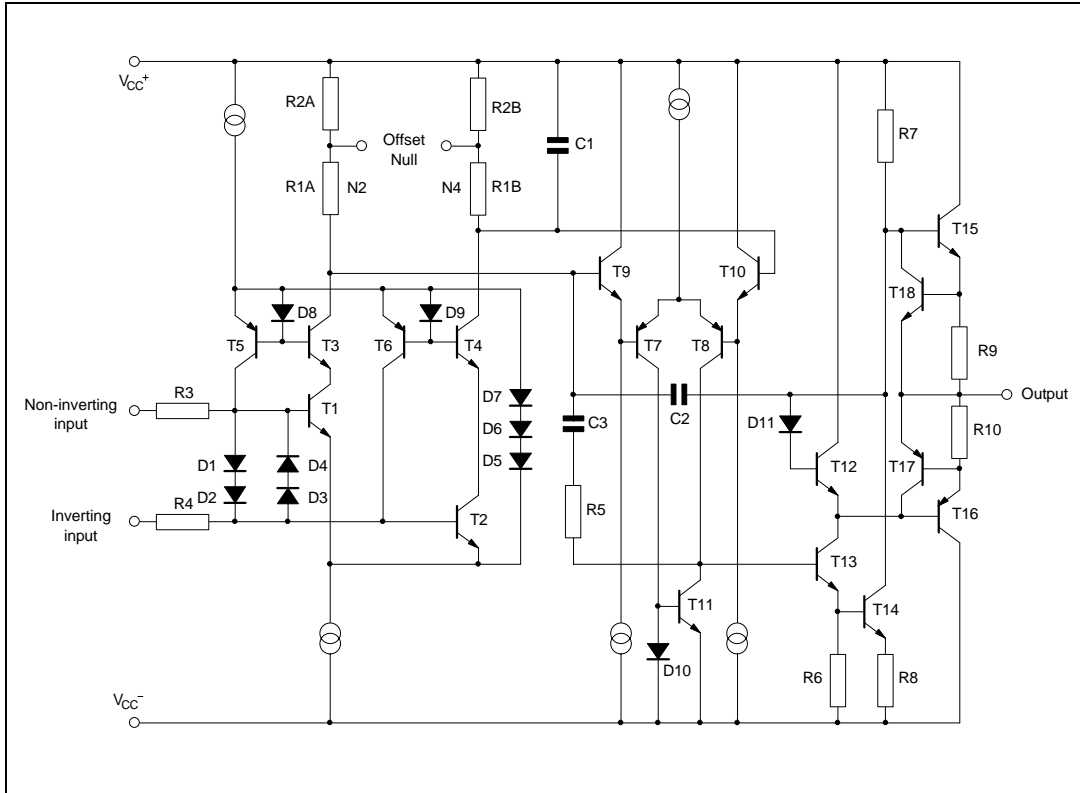 VCC+
R2A
R2B
Offset
Null
C1
R7
R1A
N2
N4
R1B
T15
T9
T10
T18
D8
D9
T5
T3
T6
T4
T7
T8
R9
R3
Non-inverting
input
T1
D7
D6
D5
C3
C2
D11
Output
R10
D1
D4
D2
D3
T12
T17
R4
Inverting
input
T2
R5
T16
T13
T11
T14
D10
R6
R8
VCC−